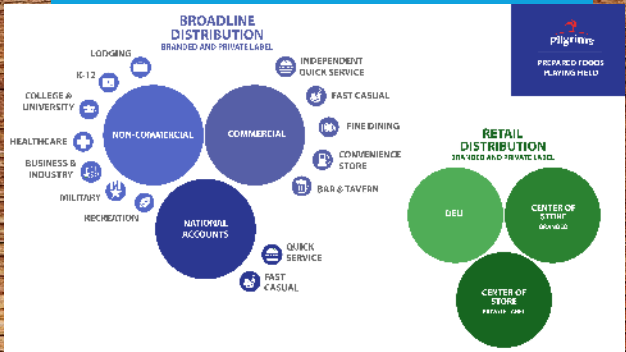 BROADLINE
DISTRIBUTION
BRANDED AND PRIVATE LABEL
LODGING
K-12
COLLEGE &
UNIVERSITY
HEALTHCARE
BUSINESS &
INDUSTRY
MILITARY
RECREATION
NON-COMMERCIAL
COMMERCIAL
INDEPENDENT
QUICK SERVICE
FAST CASUAL
FINE DINING
CONVENIENCE
STORE
BAR & TAVERN
NATIONAL
ACCOUNTS
QUICK
SERVICE
FAST
CASUAL
pilgrim's
PREPARED FOODS
PLAYING FIELD
RETAIL
DISTRIBUTION
BRANDED AND PRIVATE LABEL
DELI
CENTER OF
STORE
BRANDED
CENTER OF
STORE
PRIVATE LABEL